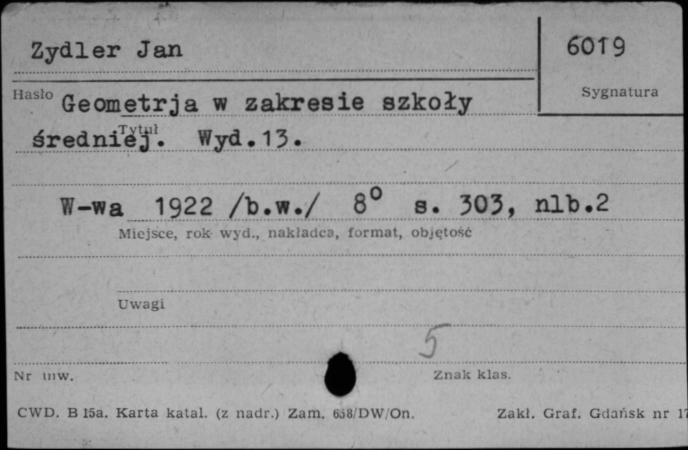 Zydler Jan
6019
Hasło
Sygnatura
Geometrja w zakresie szkoły
Tytuł
średniej. Wyd.13.
W-wa 1922 /b.w./ 8° s. 303, nlb.2
Miejsce, rok wyd., nakładca, format, objętość
Uwagi
5
Nr inw.
Znak klas.
CWD. B 15a. Karta katal. (z nadr.) Zam. 658/DW/On.
Zakł. Graf. Gdańsk nr